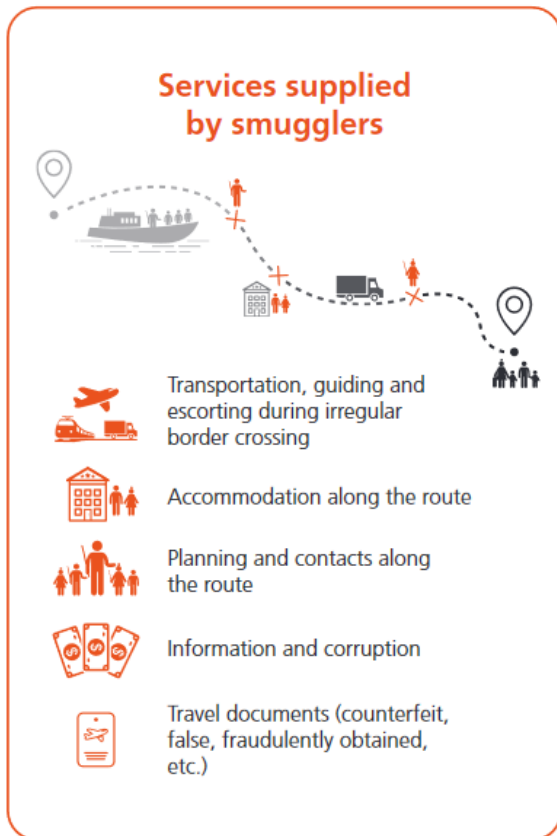 Services supplied
by smugglers
Transportation, guiding and
escorting during irregular
border crossing
Accommodation along the route
Planning and contacts along
the route
Information and corruption
Travel documents (counterfeit,
false, fraudulently obtained,
etc.)